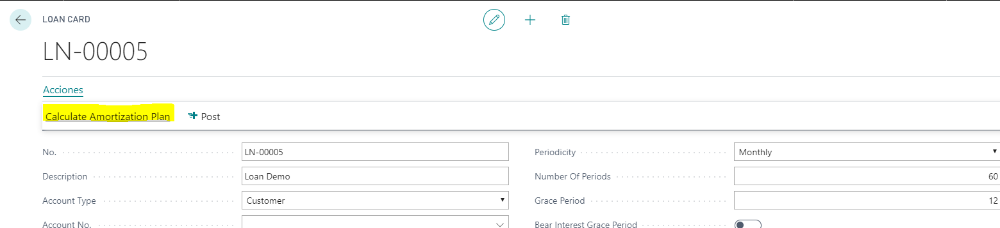 LOAN CARD
LN-00005
Acciones
Calculate Amortization Plan Post
No. LN-00005 Periodicity Monthly
Description Loan Demo Number Of Periods 60
Account Type Customer Grace Period 12
Account No. Bear Interest Grace Period